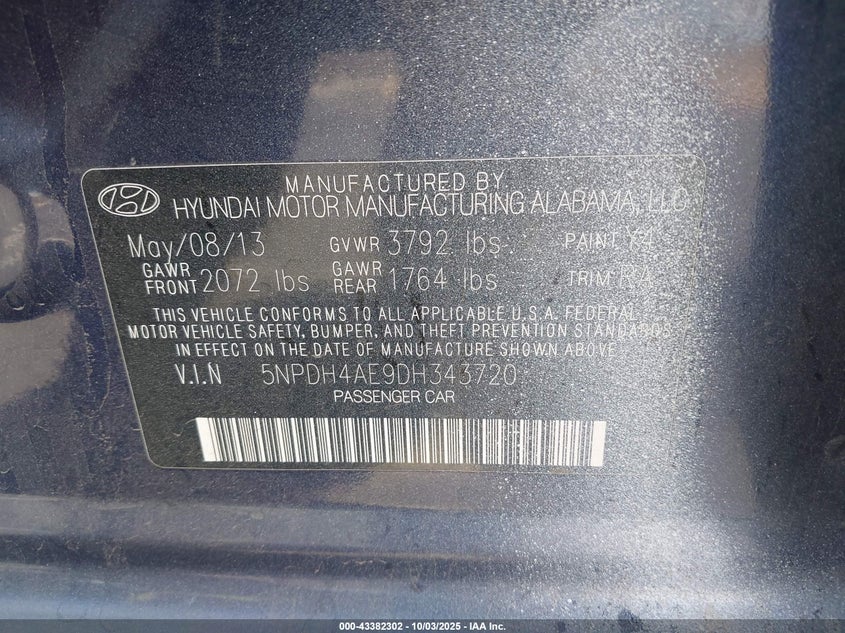 MANUFACTURED BY
HYUNDAI MOTOR MANUFACTURING ALABAMA, LLC
May/08/13 GVWR 3792 lbs. PAINT
GAWR FRONT 2072 lbs GAWR REAR 1764 lbs TRIM
THIS VEHICLE CONFORMS TO ALL APPLICABLE U.S.A. FEDERAL
MOTOR VEHICLE SAFETY, BUMPER, AND THEFT PREVENTION STANDARDS
IN EFFECT ON THE DATE OF MANUFACTURE SHOWN ABOVE
V.I.N 5NPDH4AE9DH343720
PASSENGER CAR
000-43382302 - 10/03/2025 - IAA Inc.